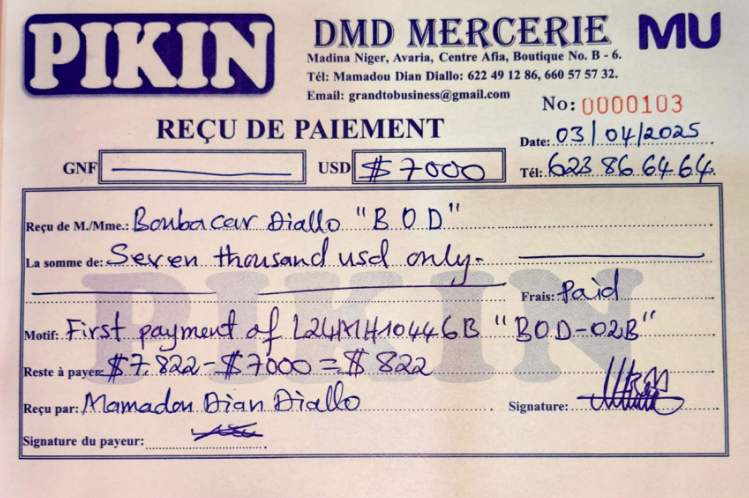 PIKIN
DMD MERCERIE
MU
Madina Niger, Avaria, Centre Afia, Boutique No. B - 6.
Tél: Mamadou Dian Diallo: 622 49 12 86, 660 57 57 32.
Email: grandtobusiness@gmail.com
No: 0000103
REÇU DE PAIEMENT
Date: 03/04/2025
GNF
USD $ 7000
Tél: 623 86 64 64.
Reçu de M./Mme.: Boubacar Diallo "B O D"
La somme de: Seven thousand usd only.
PIKIN
Frais: Paid
Motif: First payment of L24MH10446B "BOD-02B"
Reste à payer: $7.822 - $7000 = $ 822
Reçu par: Mamadou Dian Diallo
Signature:
Signature du payeur: